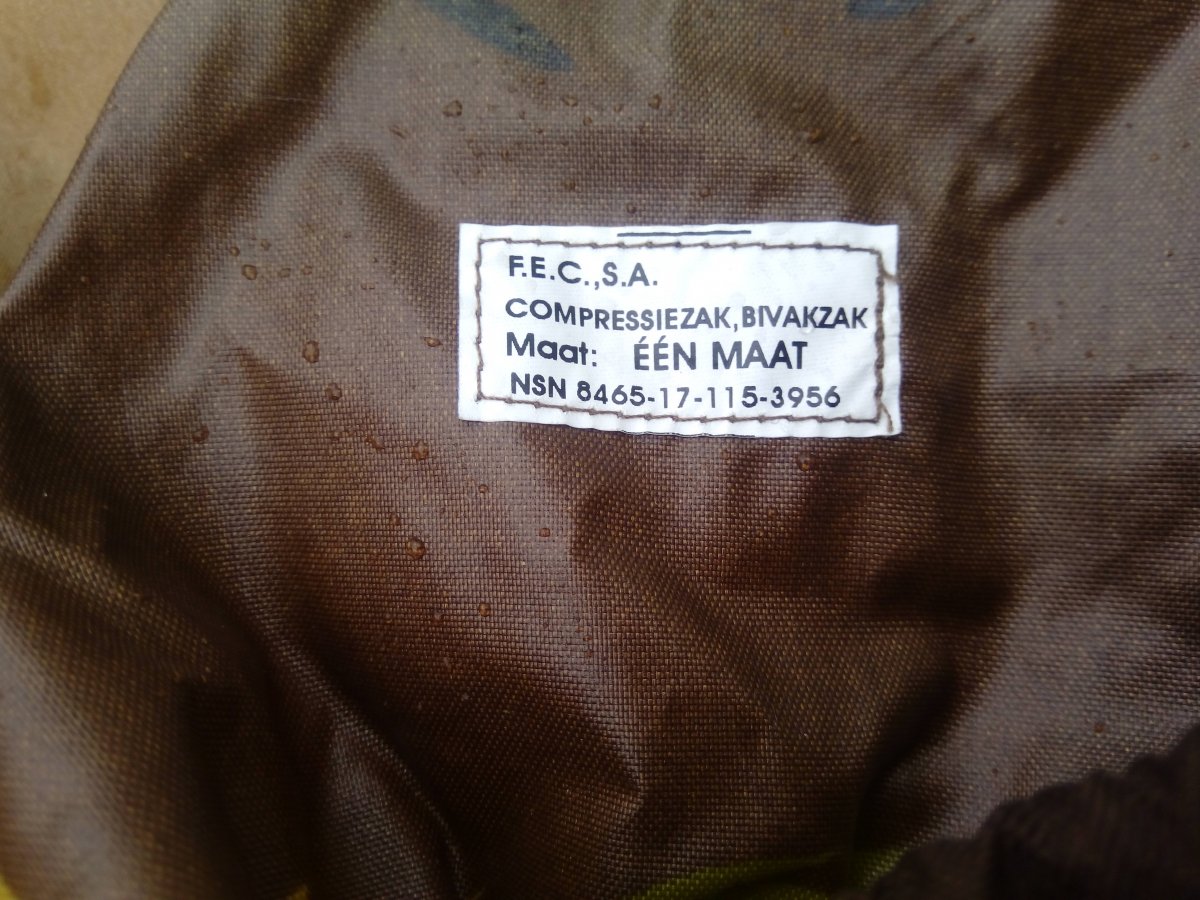 F.E.C.,S.A.
COMPRESSIEZAK, BIVAKZAK
Maat: ÉÉN MAAT
NSN 8465-17-115-3956